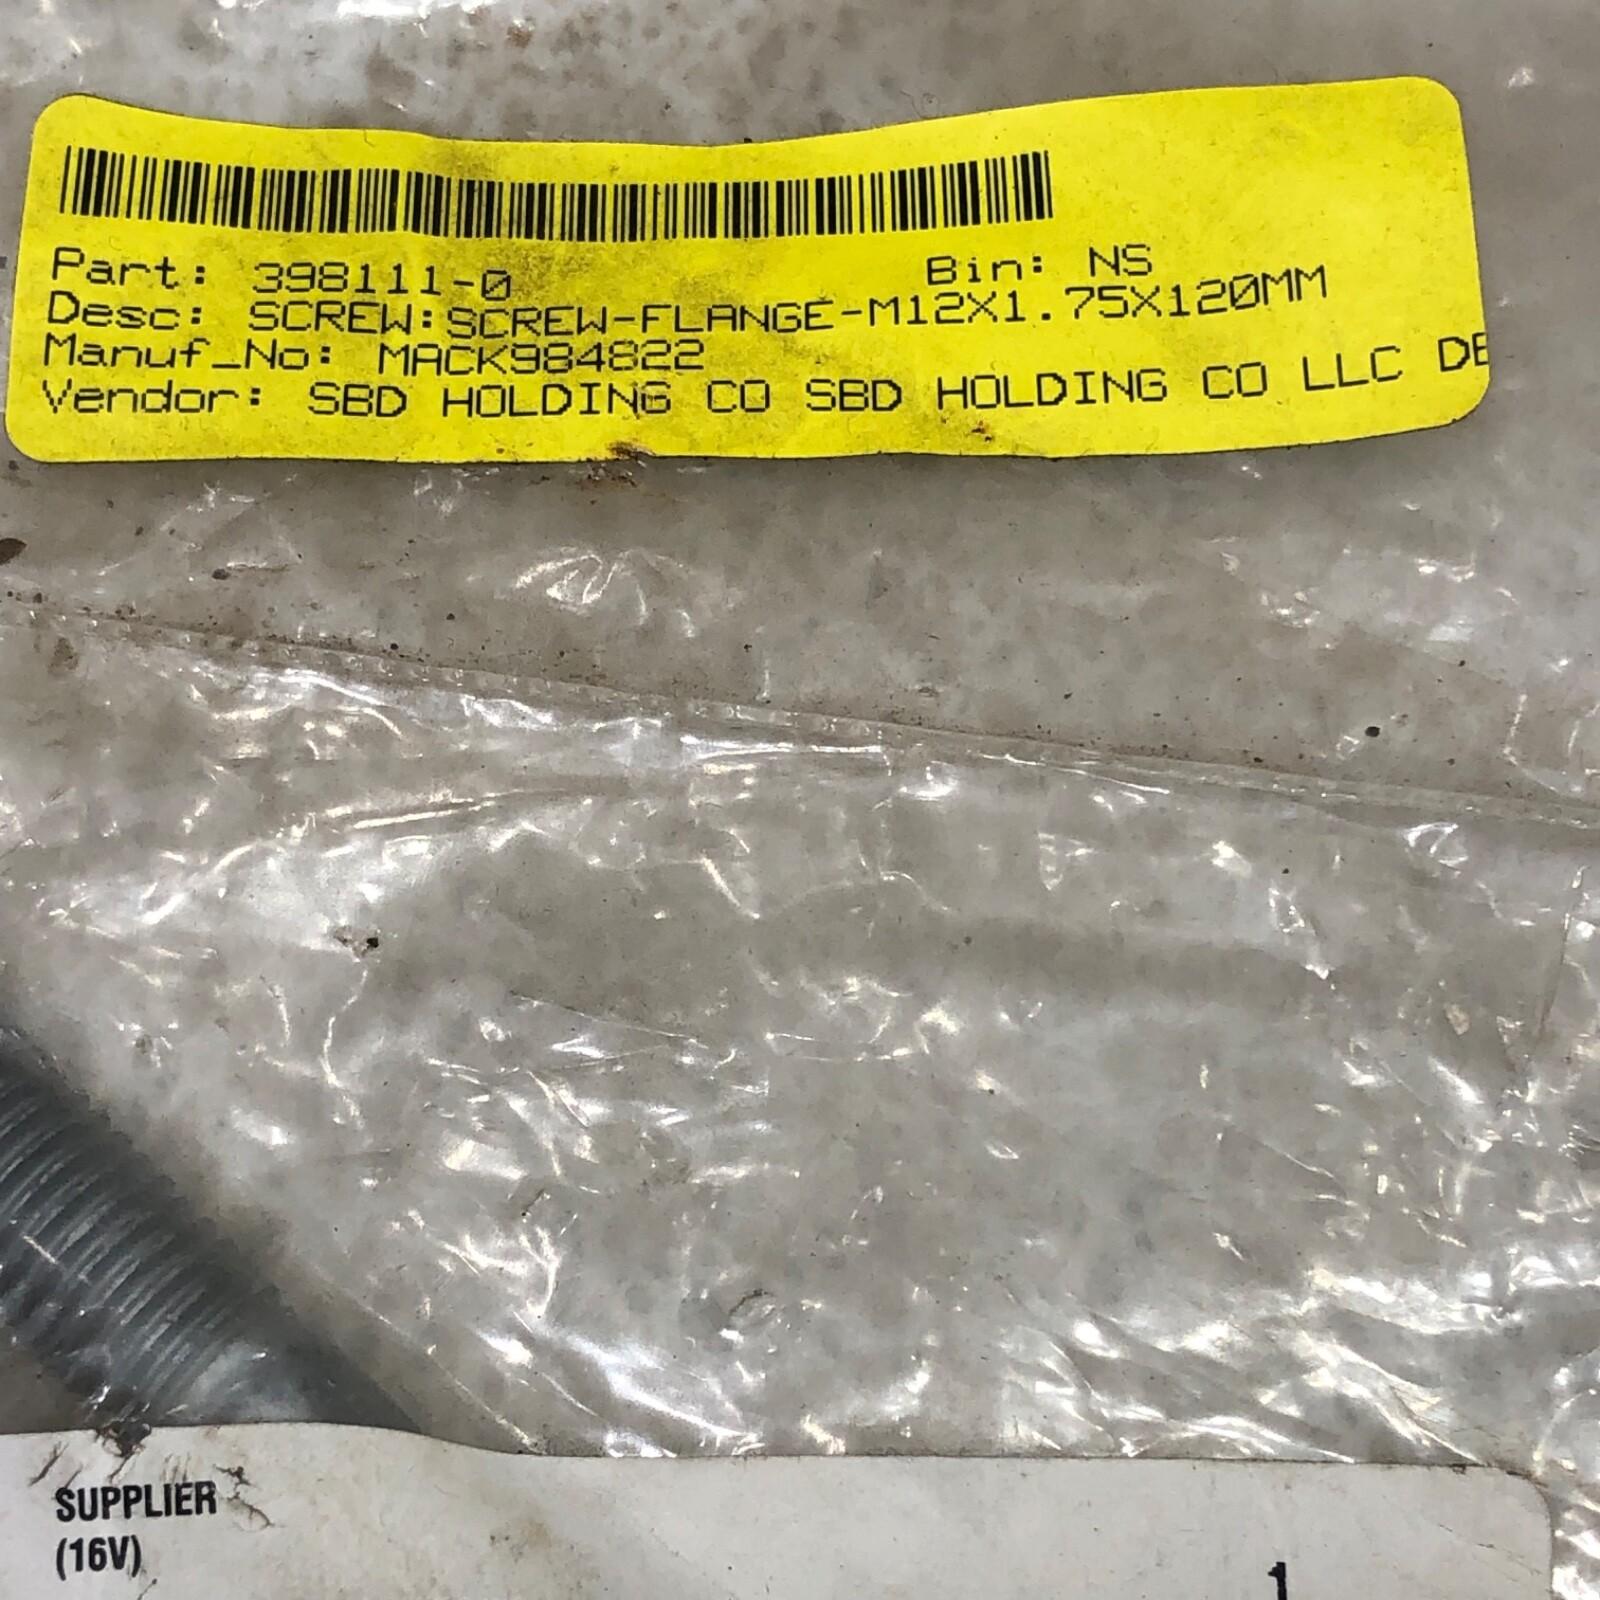 Part: 398111-0 Bin: NS
Desc: SCREW:SCREW-FLANGE-M12X1.75X120MM
Manuf_No: MACK984822
Vendor: SBD HOLDING CO SBD HOLDING CO LLC DE
SUPPLIER
(16V)
1